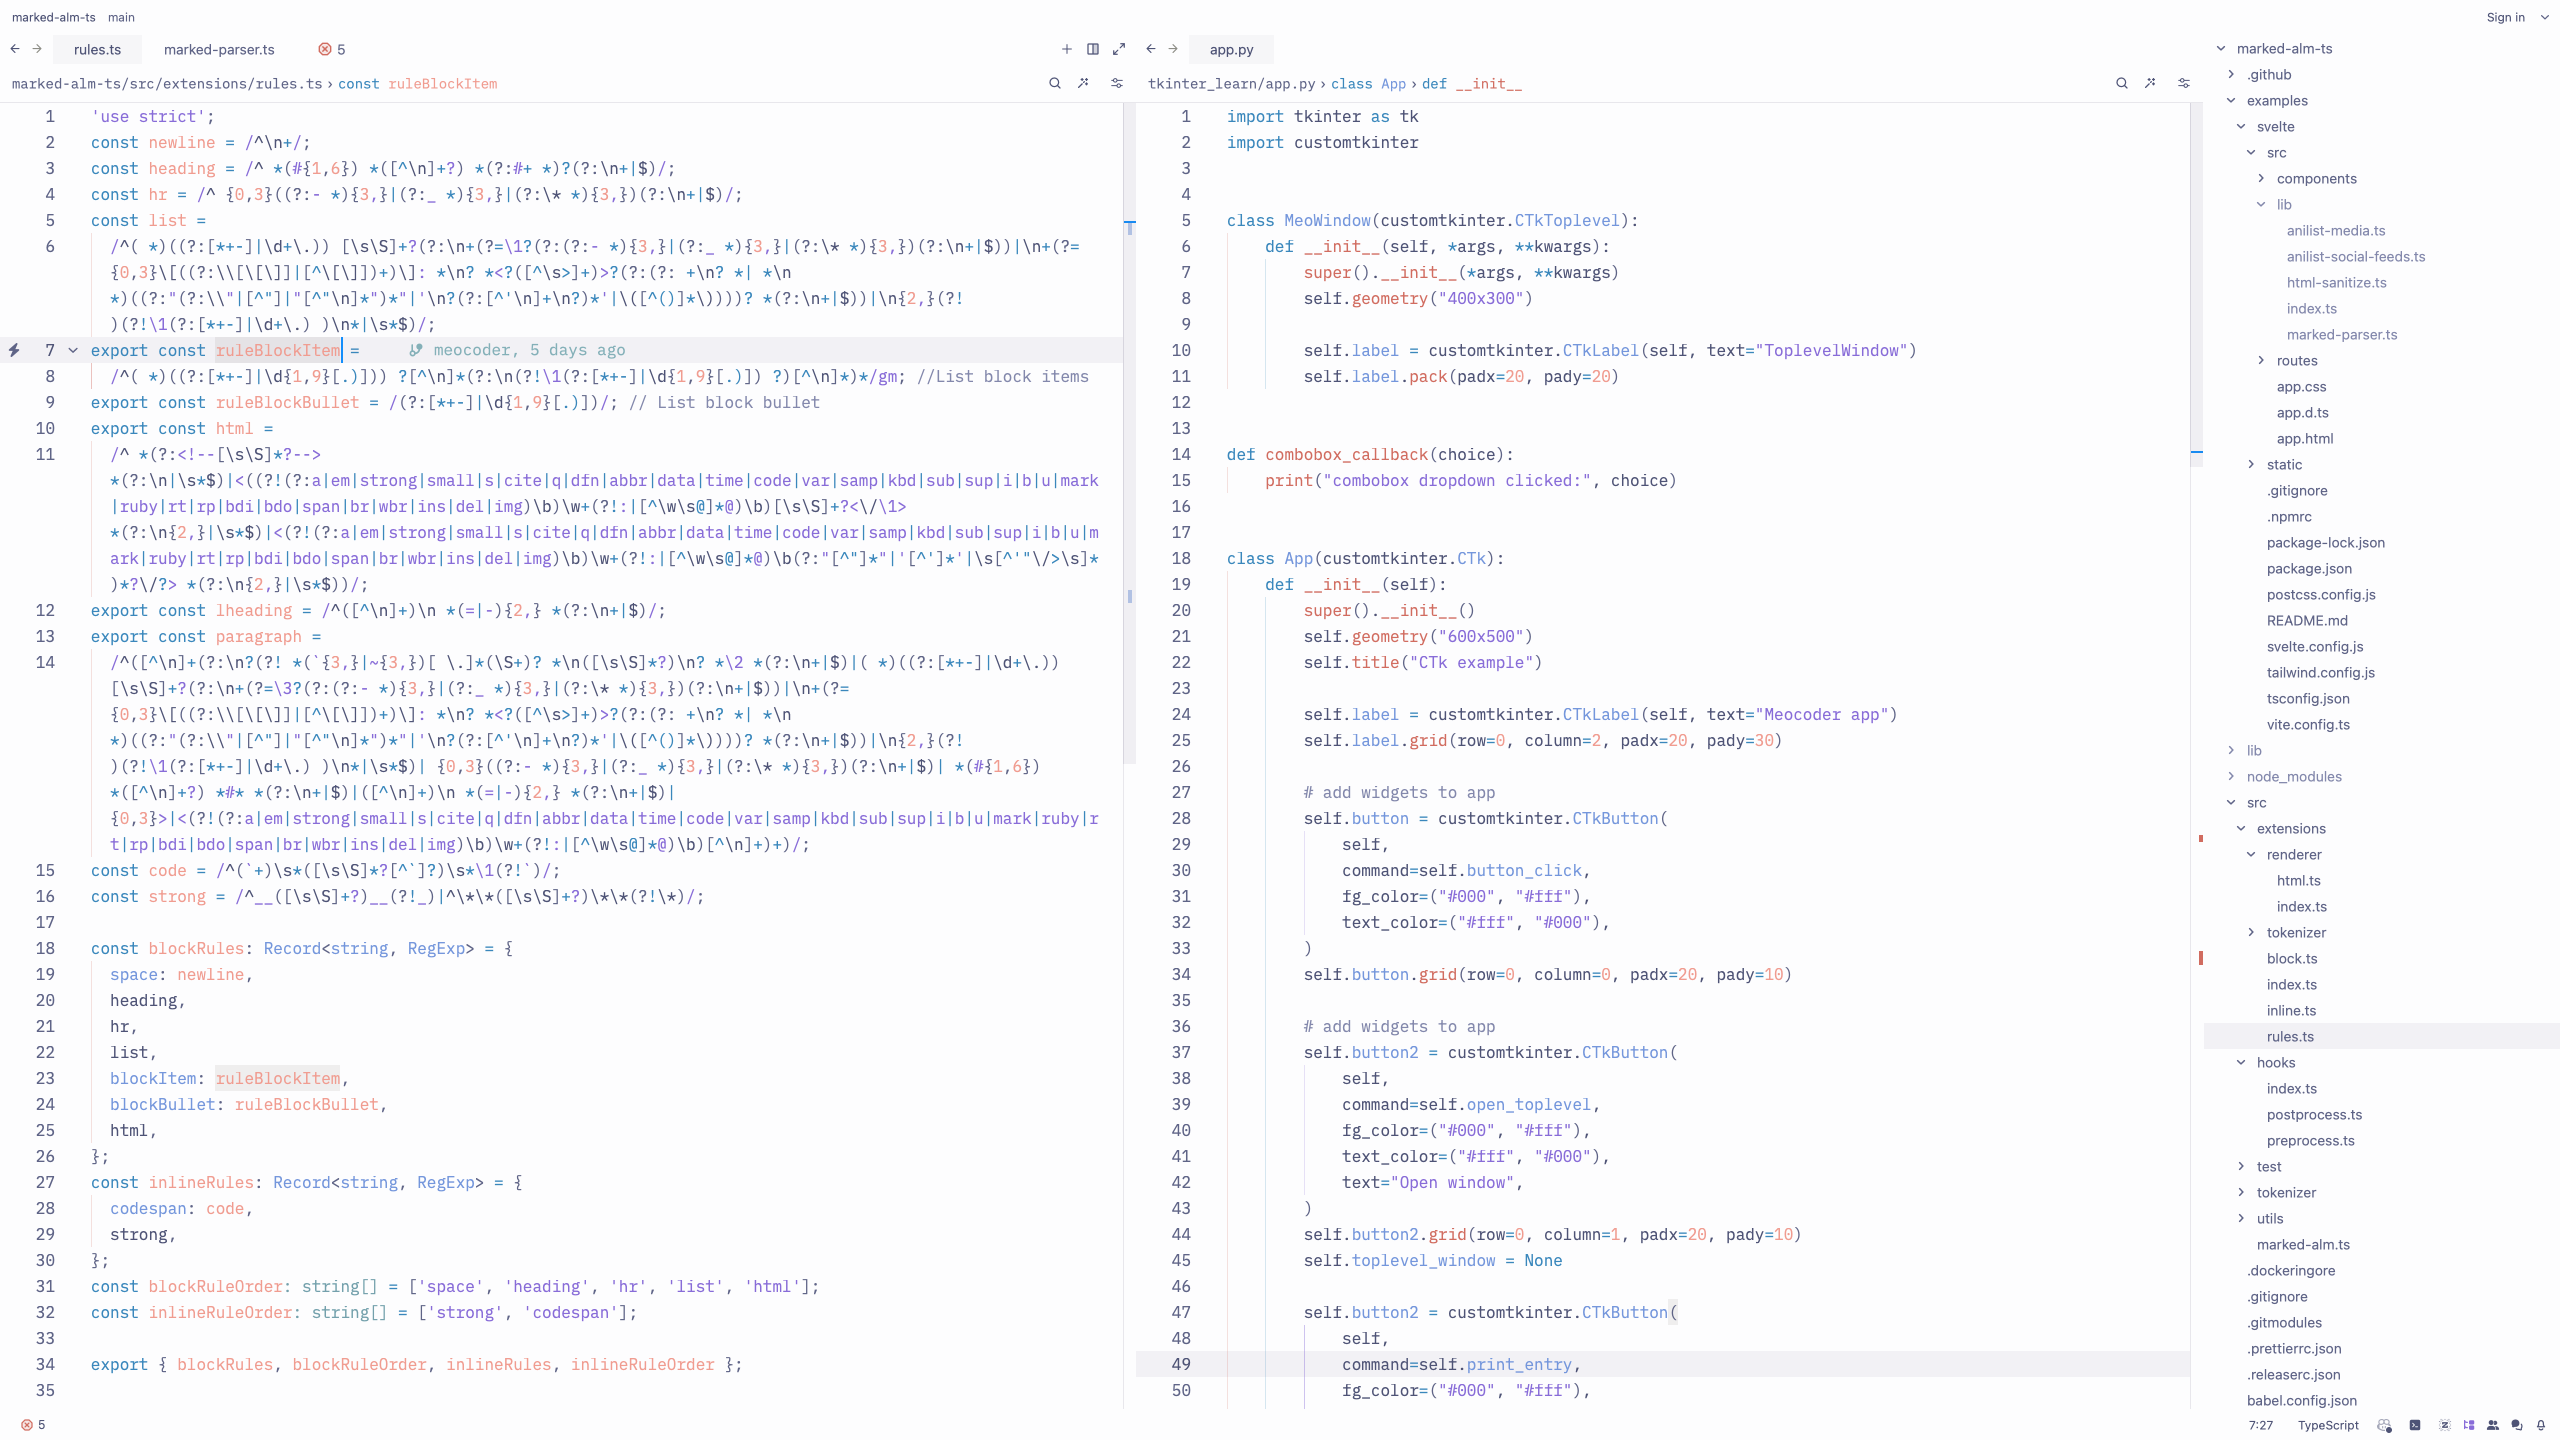 marked-alm-ts main
Sign in
rules.ts marked-parser.ts 5
app.py
marked-alm-ts/src/extensions/rules.ts › const ruleBlockItem
1 'use strict';
2 const newline = /^\n+/;
3 const heading = /^ *(#{1,6}) *([^\n]+?) *(?:#+ *)?(?:\n+|$)/;
4 const hr = /^ {0,3}((?:- *){3,}|(?:_ *){3,}|(?:\* *){3,})(?:\n+|$)/;
5 const list =
6 /^( *)((?:[*+-]|\d+\.)) [\s\S]+?(?:\n+(?=\1?(?:(?:- *){3,}|(?:_ *){3,}|(?:\* *){3,})(?:\n+|$))|\n+(?=
{0,3}\[((?:\\[\[\]]|[^\[\]])+)\]: *\n? *<?([^\s>]+)>?(?:(?: +\n? *| *\n
*)((?:"(?:\\"|[^"]|"[^"\n]*")*"|'\n?(?:[^'\n]+\n?)*'|\([^()]*\))))? *(?:\n+|$))|\n{2,}(?!
)(?!\1(?:[*+-]|\d+\.) )\n*|\s*$)/;
7 export const ruleBlockItem = meocoder, 5 days ago
8 /^( *)((?:[*+-]|\d{1,9}[.)])) ?[^\n]*(?:\n(?!\1(?:[*+-]|\d{1,9}[.)]) ?)[^\n]*)*/gm; //List block items
9 export const ruleBlockBullet = /(?:[*+-]|\d{1,9}[.)])/; // List block bullet
10 export const html =
11 /^ *(?:<!--[\s\S]*?-->
*(?:\n|\s*$)|<((?!(?:a|em|strong|small|s|cite|q|dfn|abbr|data|time|code|var|samp|kbd|sub|sup|i|b|u|mark
|ruby|rt|rp|bdi|bdo|span|br|wbr|ins|del|img)\b)\w+(?!:|[^\w\s@]*@)\b)[\s\S]+?<\/\1>
*(?:\n{2,}|\s*$)|<(?!(?:a|em|strong|small|s|cite|q|dfn|abbr|data|time|code|var|samp|kbd|sub|sup|i|b|u|m
ark|ruby|rt|rp|bdi|bdo|span|br|wbr|ins|del|img)\b)\w+(?!:|[^\w\s@]*@)\b(?:"[^"]*"|'[^']*'|\s[^'"\/>\s]*
)*?\/?> *(?:\n{2,}|\s*$))/;
12 export const lheading = /^([^\n]+)\n *(=|-){2,} *(?:\n+|$)/;
13 export const paragraph =
14 /^([^\n]+(?:\n?(?! *(`{3,}|~{3,})[ \.]*(\S+)? *\n([\s\S]*?)\n? *\2 *(?:\n+|$)|( *)((?:[*+-]|\d+\.))
[\s\S]+?(?:\n+(?=\3?(?:(?:- *){3,}|(?:_ *){3,}|(?:\* *){3,})(?:\n+|$))|\n+(?=
{0,3}\[((?:\\[\[\]]|[^\[\]])+)\]: *\n? *<?([^\s>]+)>?(?:(?: +\n? *| *\n
*)((?:"(?:\\"|[^"]|"[^"\n]*")*"|'\n?(?:[^'\n]+\n?)*'|\([^()]*\))))? *(?:\n+|$))|\n{2,}(?!
)(?!\1(?:[*+-]|\d+\.) )\n*|\s*$)| {0,3}((?:- *){3,}|(?:_ *){3,}|(?:\* *){3,})(?:\n+|$)| *(#{1,6})
*([^\n]+?) *#* *(?:\n+|$)|([^\n]+)\n *(=|-){2,} *(?:\n+|$)|
{0,3}>|<(?!(?:a|em|strong|small|s|cite|q|dfn|abbr|data|time|code|var|samp|kbd|sub|sup|i|b|u|mark|ruby|r
t|rp|bdi|bdo|span|br|wbr|ins|del|img)\b)\w+(?!:|[^\w\s@]*@)\b)[^\n]+)+)/;
15 const code = /^(`+)\s*([\s\S]*?[^`]?)\s*\1(?!`)/;
16 const strong = /^__([\s\S]+?)__(?!_)|^\*\*([\s\S]+?)\*\*(?!\*)/;
17
18 const blockRules: Record<string, RegExp> = {
19 space: newline,
20 heading,
21 hr,
22 list,
23 blockItem: ruleBlockItem,
24 blockBullet: ruleBlockBullet,
25 html,
26 };
27 const inlineRules: Record<string, RegExp> = {
28 codespan: code,
29 strong,
30 };
31 const blockRuleOrder: string[] = ['space', 'heading', 'hr', 'list', 'html'];
32 const inlineRuleOrder: string[] = ['strong', 'codespan'];
33
34 export { blockRules, blockRuleOrder, inlineRules, inlineRuleOrder };
35
tkinter_learn/app.py › class App › def __init__
1 import tkinter as tk
2 import customtkinter
3
4
5 class MeoWindow(customtkinter.CTkToplevel):
6 def __init__(self, *args, **kwargs):
7 super().__init__(*args, **kwargs)
8 self.geometry("400x300")
9
10 self.label = customtkinter.CTkLabel(self, text="ToplevelWindow")
11 self.label.pack(padx=20, pady=20)
12
13
14 def combobox_callback(choice):
15 print("combobox dropdown clicked:", choice)
16
17
18 class App(customtkinter.CTk):
19 def __init__(self):
20 super().__init__()
21 self.geometry("600x500")
22 self.title("CTk example")
23
24 self.label = customtkinter.CTkLabel(self, text="Meocoder app")
25 self.label.grid(row=0, column=2, padx=20, pady=30)
26
27 # add widgets to app
28 self.button = customtkinter.CTkButton(
29 self,
30 command=self.button_click,
31 fg_color=("#000", "#fff"),
32 text_color=("#fff", "#000"),
33 )
34 self.button.grid(row=0, column=0, padx=20, pady=10)
35
36 # add widgets to app
37 self.button2 = customtkinter.CTkButton(
38 self,
39 command=self.open_toplevel,
40 fg_color=("#000", "#fff"),
41 text_color=("#fff", "#000"),
42 text="Open window",
43 )
44 self.button2.grid(row=0, column=1, padx=20, pady=10)
45 self.toplevel_window = None
46
47 self.button2 = customtkinter.CTkButton(
48 self,
49 command=self.print_entry,
50 fg_color=("#000", "#fff"),
marked-alm-ts
.github
examples
svelte
src
components
lib
anilist-media.ts
anilist-social-feeds.ts
html-sanitize.ts
index.ts
marked-parser.ts
routes
app.css
app.d.ts
app.html
static
.gitignore
.npmrc
package-lock.json
package.json
postcss.config.js
README.md
svelte.config.js
tailwind.config.js
tsconfig.json
vite.config.ts
lib
node_modules
src
extensions
renderer
html.ts
index.ts
tokenizer
block.ts
index.ts
inline.ts
rules.ts
hooks
index.ts
postprocess.ts
preprocess.ts
test
tokenizer
utils
marked-alm.ts
.dockeringore
.gitignore
.gitmodules
.prettierrc.json
.releaserc.json
babel.config.json
5
7:27 TypeScript